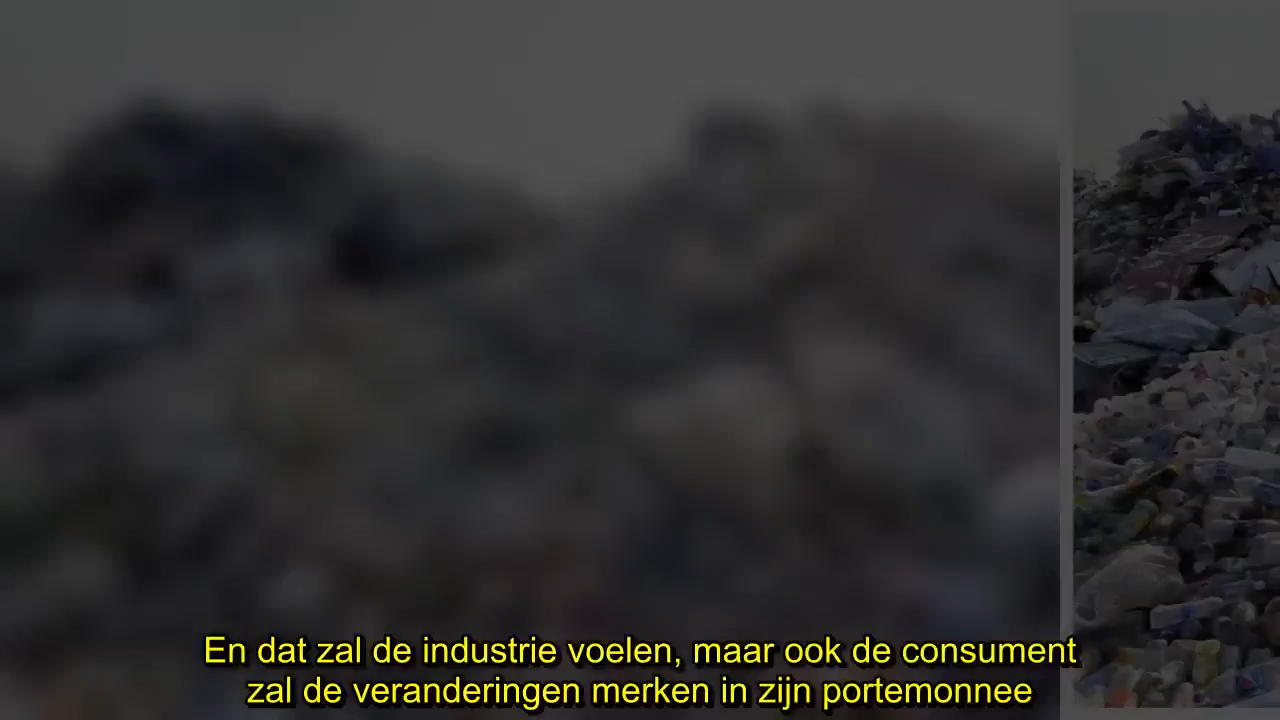 En dat zal de industrie voelen, maar ook de consument
zal de veranderingen merken in zijn portemonnee